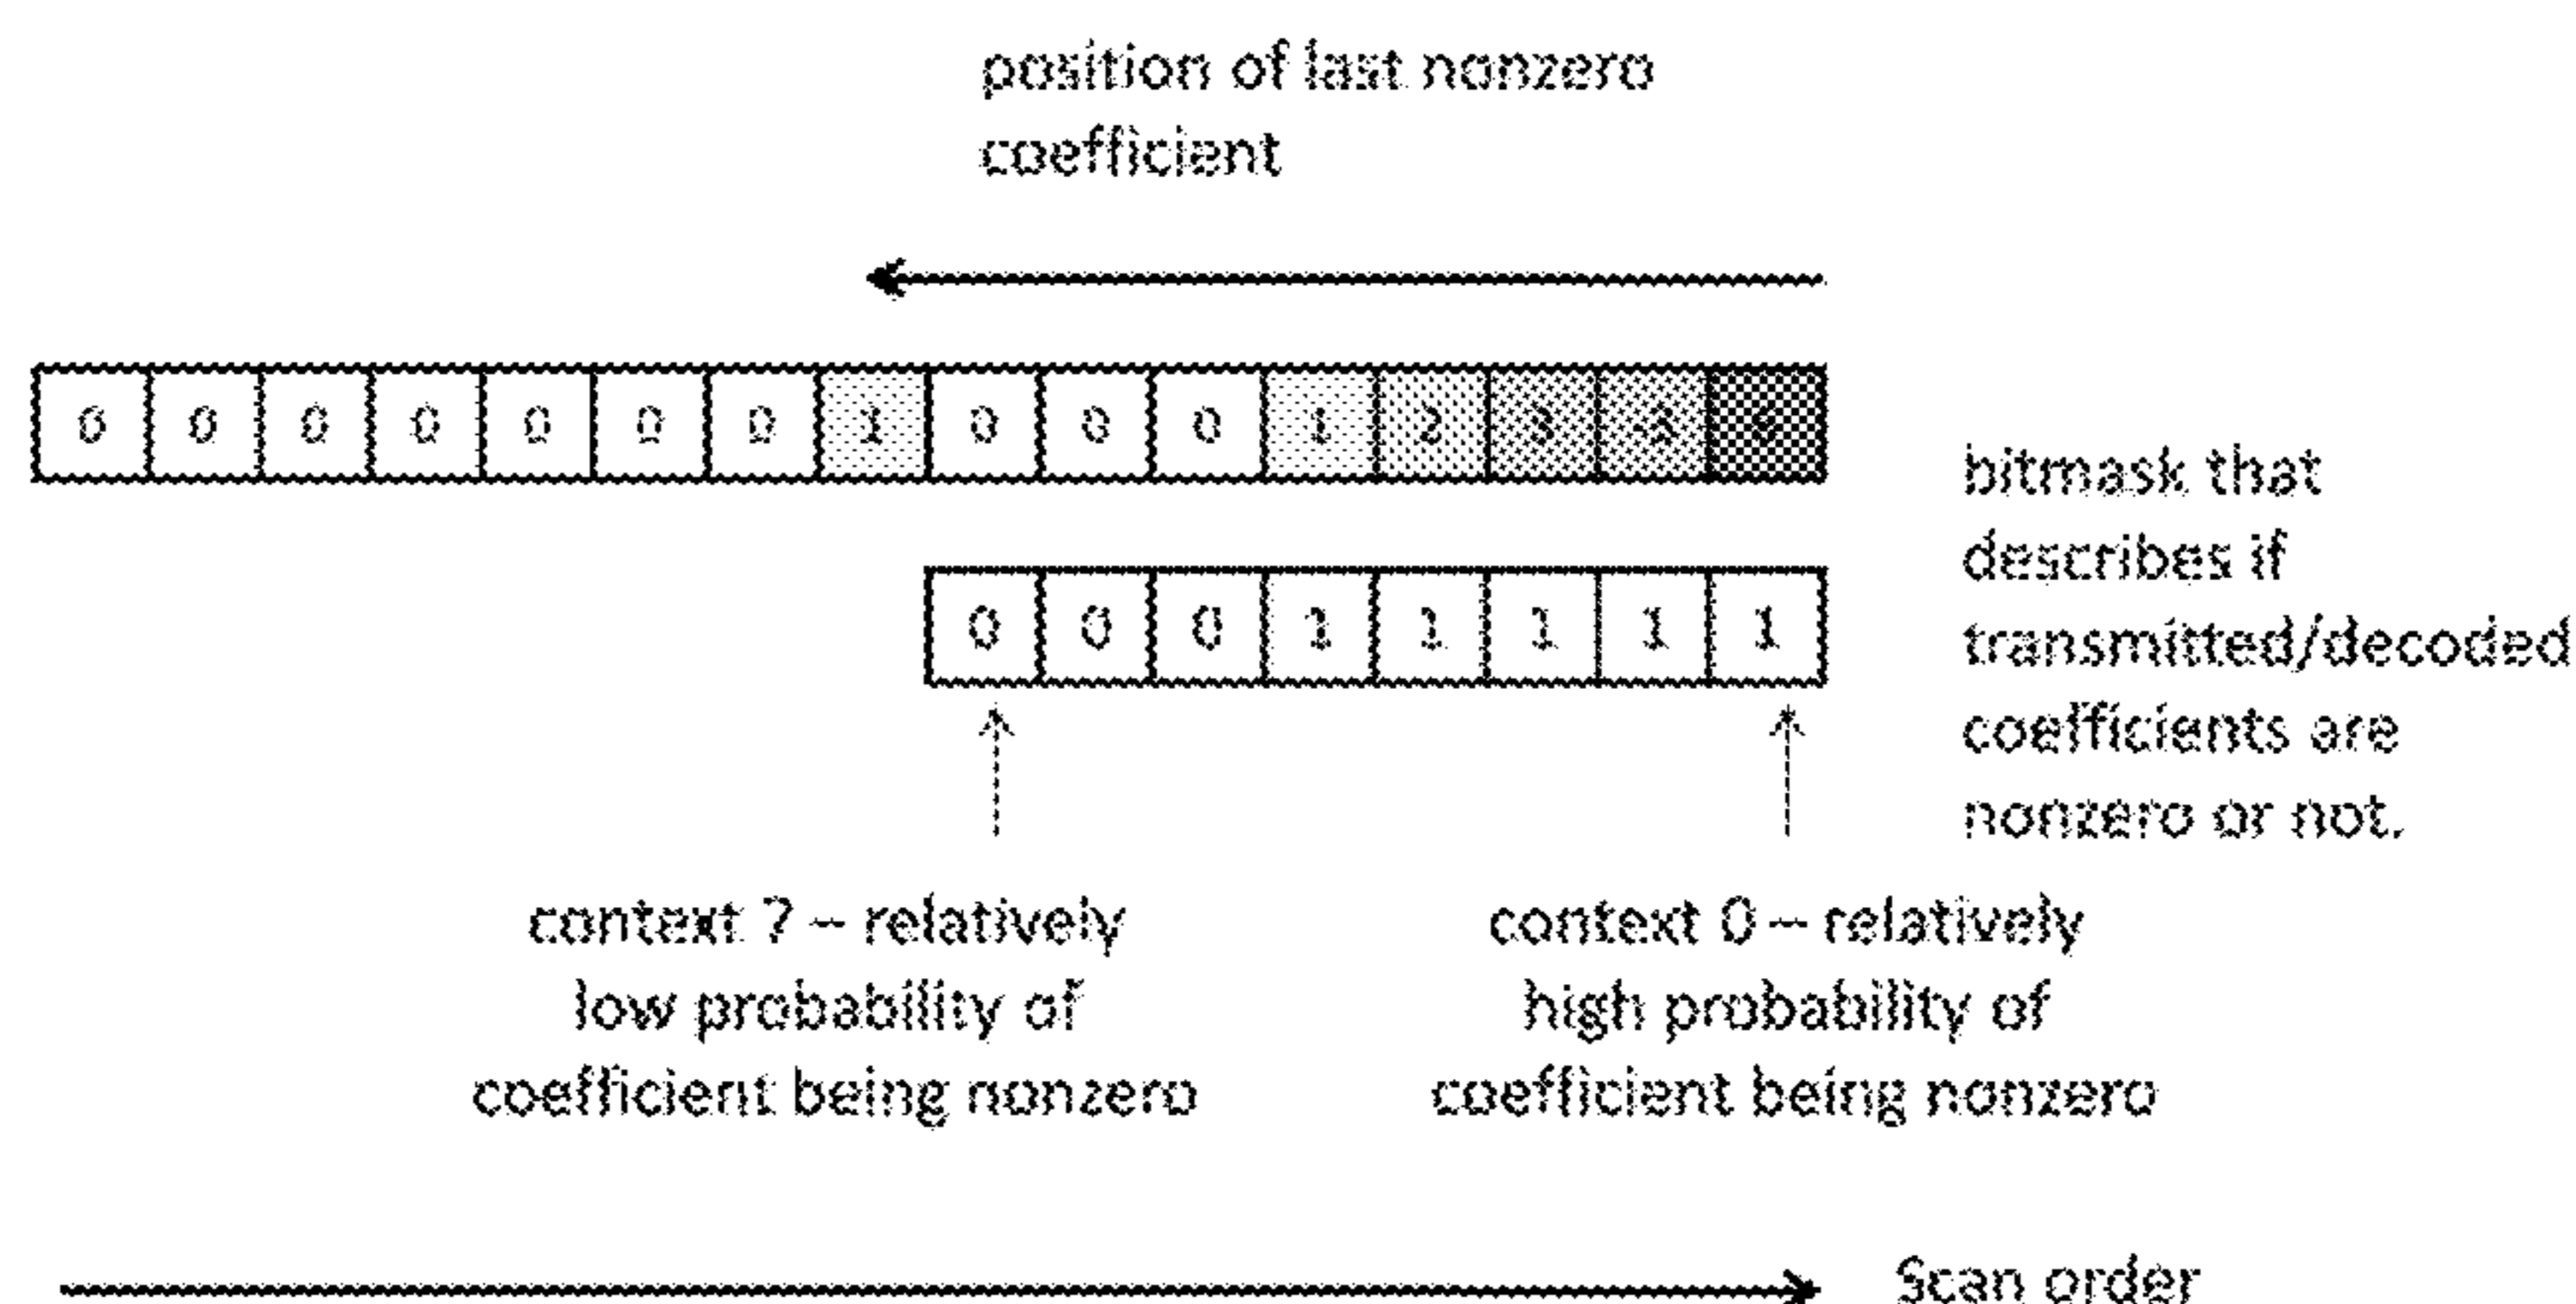 position of last nonzero
coefficient
0 0 0 0 0 0 0 1 0 0 0 1 2
bitmask that
describes if
transmitted/decoded
coefficients are
nonzero or not.
0 0 0 1 1 1 1 1
context 7 – relatively
low probability of
coefficient being nonzero
context 0 – relatively
high probability of
coefficient being nonzero
Scan order